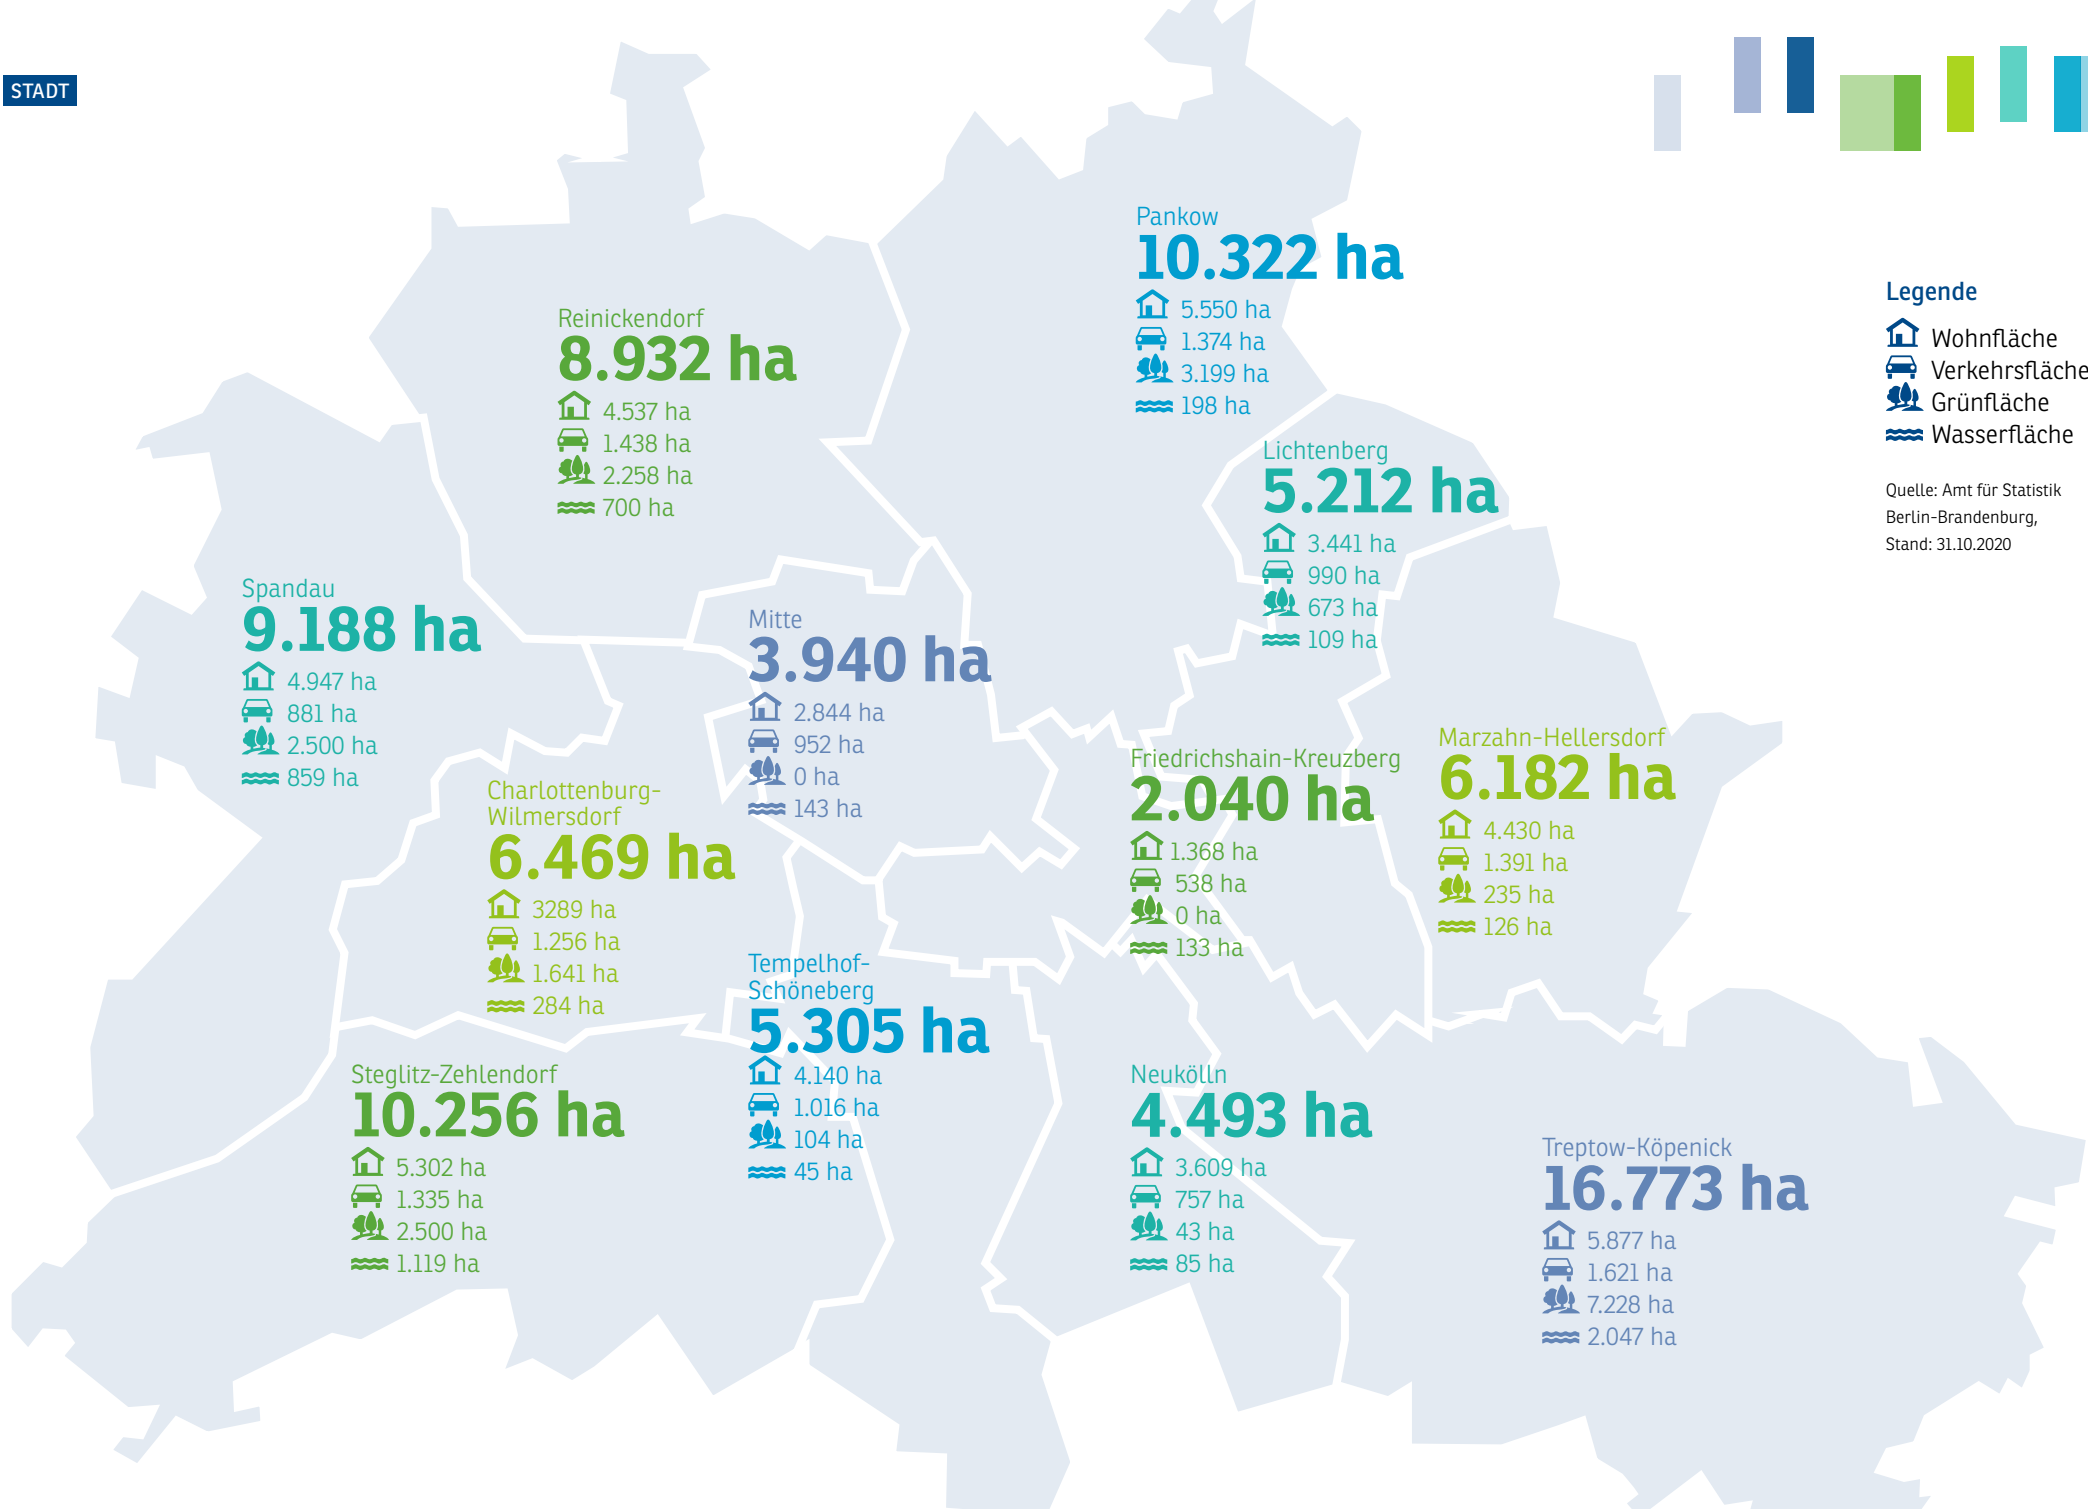 STADT
Pankow
10.322 ha
5.550 ha
1.374 ha
3.199 ha
198 ha
Legende
Wohnfläche
Verkehrsfläche
Grünfläche
Wasserfläche
Quelle: Amt für Statistik
Berlin-Brandenburg,
Stand: 31.10.2020
Reinickendorf
8.932 ha
4.537 ha
1.438 ha
2.258 ha
700 ha
Lichtenberg
5.212 ha
3.441 ha
990 ha
673 ha
109 ha
Spandau
9.188 ha
4.947 ha
881 ha
2.500 ha
859 ha
Mitte
3.940 ha
2.844 ha
952 ha
0 ha
143 ha
Friedrichshain-Kreuzberg
2.040 ha
1.368 ha
538 ha
0 ha
133 ha
Marzahn-Hellersdorf
6.182 ha
4.430 ha
1.391 ha
235 ha
126 ha
Charlottenburg-
Wilmersdorf
6.469 ha
3289 ha
1.256 ha
1.641 ha
284 ha
Tempelhof-
Schöneberg
5.305 ha
4.140 ha
1.016 ha
104 ha
45 ha
Steglitz-Zehlendorf
10.256 ha
5.302 ha
1.335 ha
2.500 ha
1.119 ha
Neukölln
4.493 ha
3.609 ha
757 ha
43 ha
85 ha
Treptow-Köpenick
16.773 ha
5.877 ha
1.621 ha
7.228 ha
2.047 ha